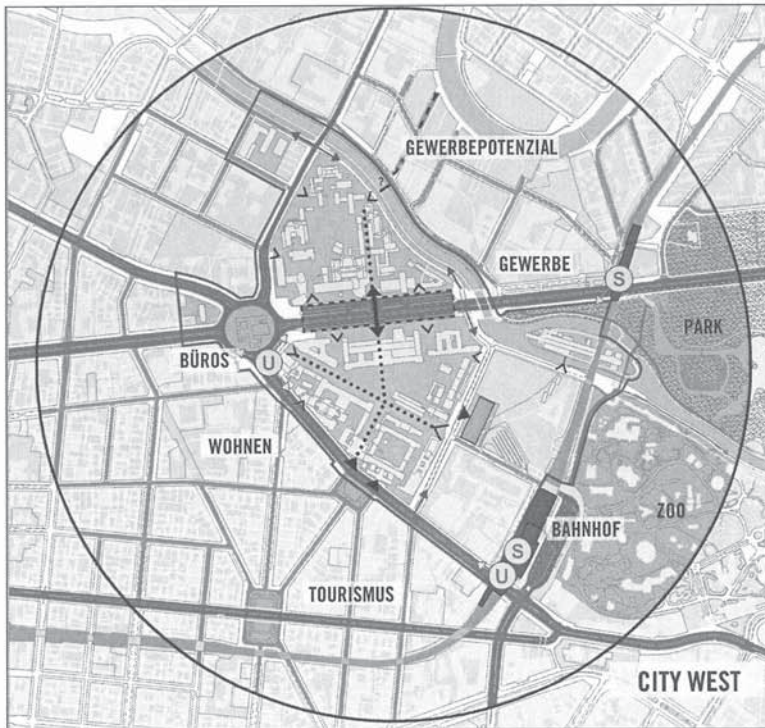 GEWERBEPOTENZIAL
?
GEWERBE
S
PARK
BÜROS
U
WOHNEN
ZOO
BAHNHOF
S
U
TOURISMUS
CITY WEST